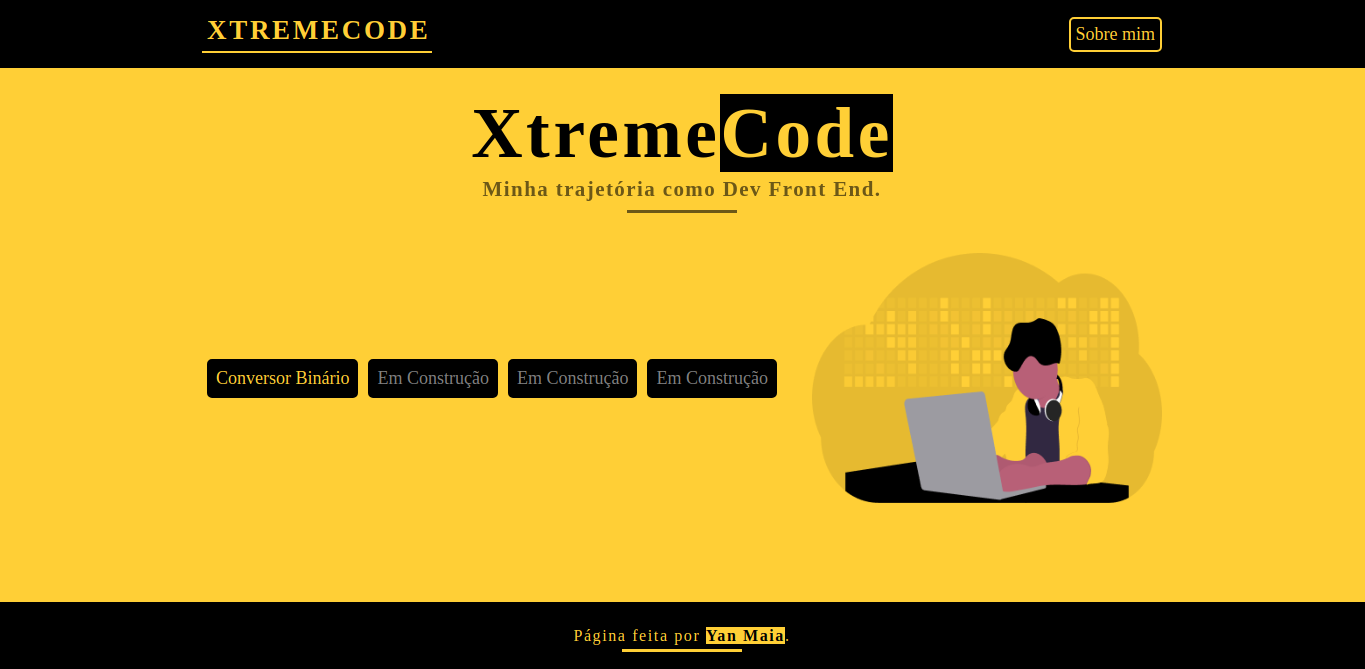 XTREMECODE
Sobre mim
XtremeCode
Minha trajetória como Dev Front End.
Conversor Binário
Em Construção
Em Construção
Em Construção
Página feita por Yan Maia.